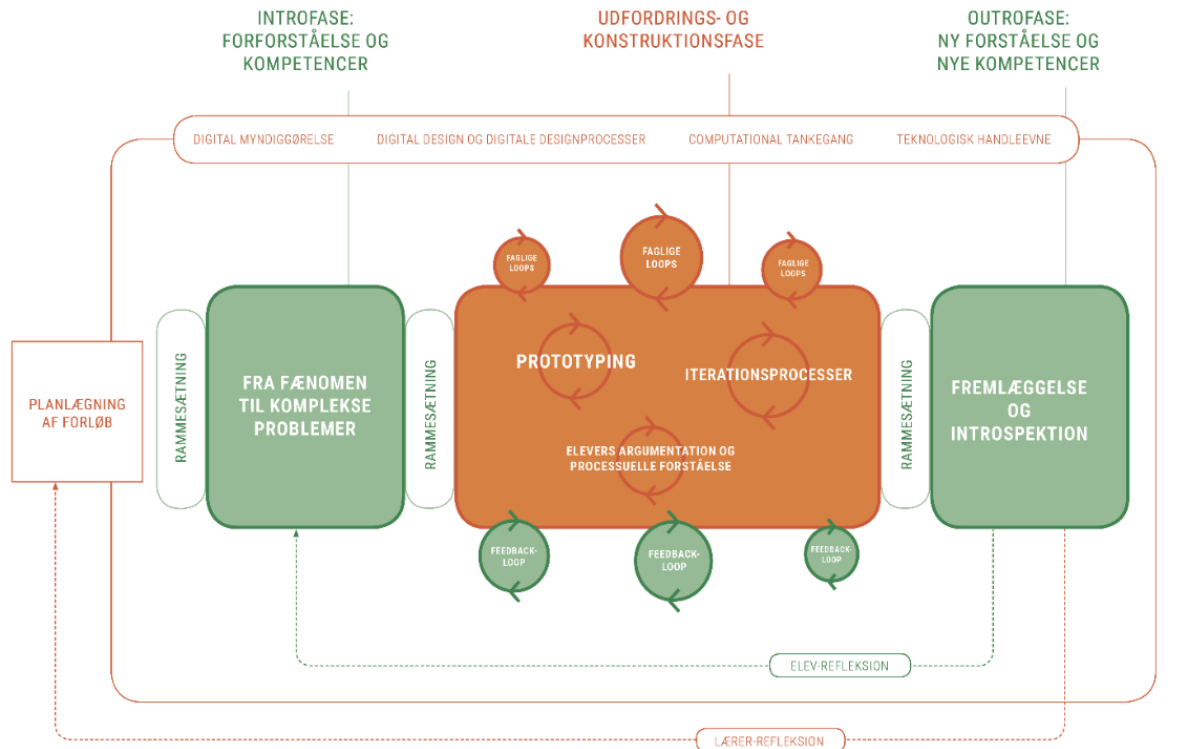 INTROFASE:
FORFORSTÅELSE OG
KOMPETENCER
UDFORDRINGS- OG
KONSTRUKTIONSFASE
OUTROFASE:
NY FORSTÅELSE OG
NYE KOMPETENCER
DIGITAL MYNDIGGØRELSE
DIGITAL DESIGN OG DIGITALE DESIGNPROCESSER
COMPUTATIONAL TANKEGANG
TEKNOLOGISK HANDLEEVNE
PLANLÆGNING
AF FORLØB
RAMMESÆTNING
FRA FÆNOMEN
TIL KOMPLEKSE
PROBLEMER
RAMMESÆTNING
FAGLIGE
LOOPS
FAGLIGE
LOOPS
FAGLIGE
LOOPS
PROTOTYPING
ITERATIONSPROCESSER
ELEVERS ARGUMENTATION OG
PROCESSUELLE FORSTÅELSE
FEEDBACK-
LOOP
FEEDBACK-
LOOP
FEEDBACK-
LOOP
RAMMESÆTNING
FREMLÆGGELSE
OG
INTROSPEKTION
ELEV-REFLEKSION
LÆRER-REFLEKSION